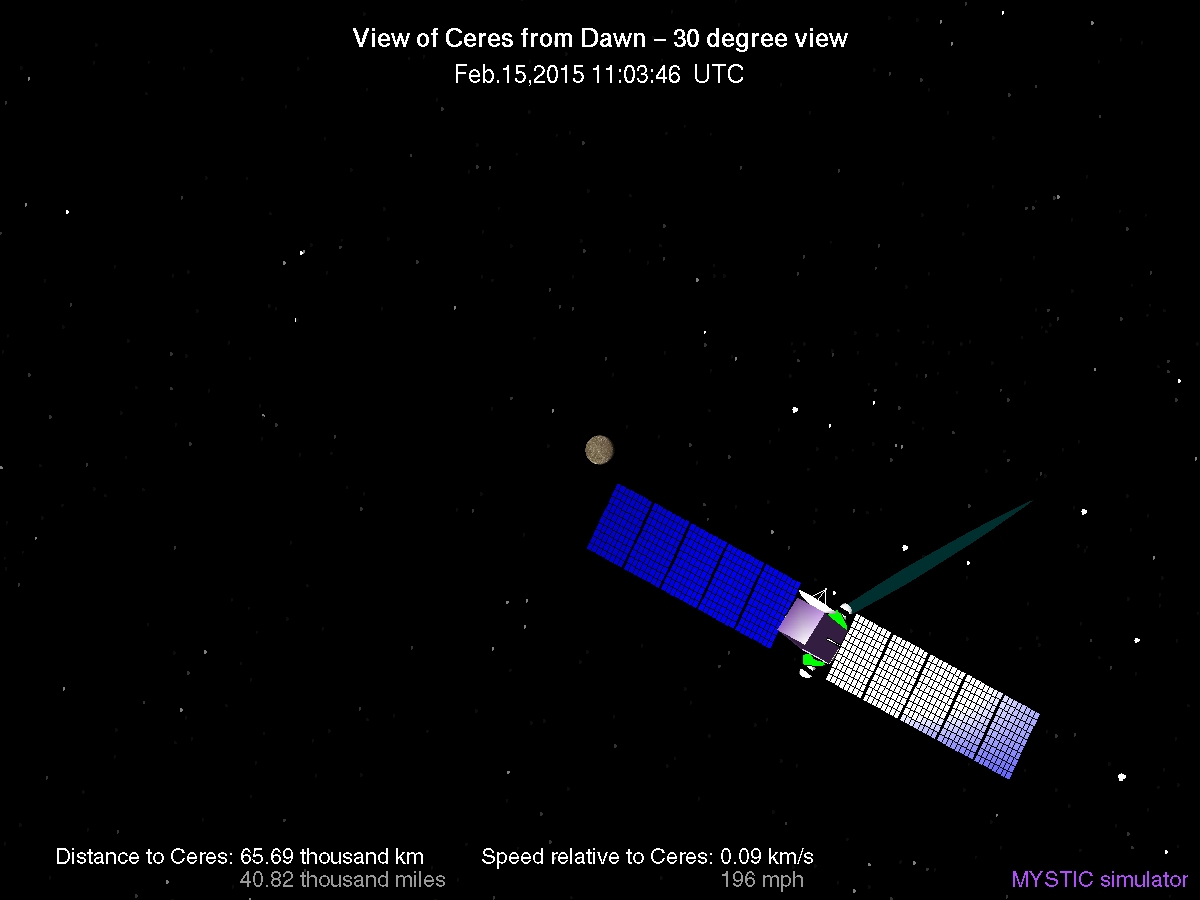 View of Ceres from Dawn – 30 degree view
Feb.15,2015 11:03:46 UTC
Distance to Ceres: 65.69 thousand km
40.82 thousand miles
Speed relative to Ceres: 0.09 km/s
196 mph
MYSTIC simulator